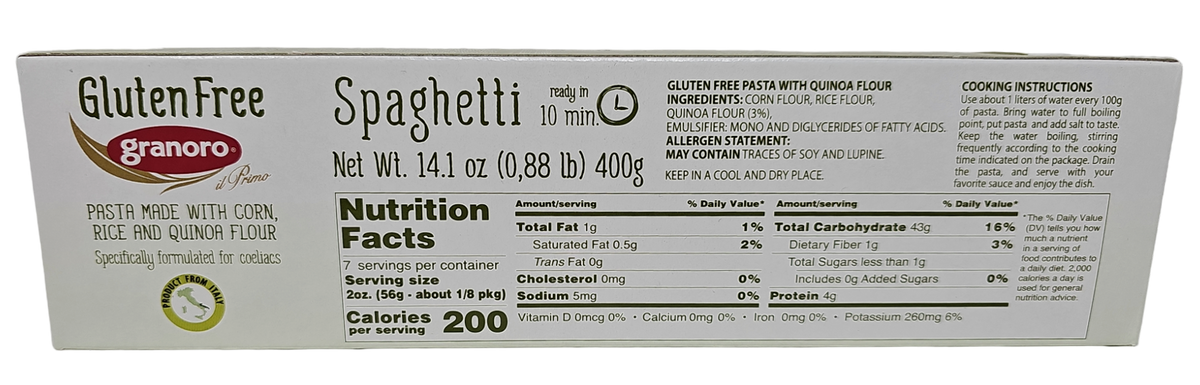 Gluten Free
granoro®
il Primo
PASTA MADE WITH CORN,
RICE AND QUINOA FLOUR
Specifically formulated for coeliacs
PRODUCT FROM ITALY
Spaghetti
ready in
10 min.
Net Wt. 14.1 oz (0,88 lb) 400g
GLUTEN FREE PASTA WITH QUINOA FLOUR
INGREDIENTS: CORN FLOUR, RICE FLOUR,
QUINOA FLOUR (3%),
EMULSIFIER: MONO AND DIGLYCERIDES OF FATTY ACIDS.
ALLERGEN STATEMENT:
MAY CONTAIN TRACES OF SOY AND LUPINE.
KEEP IN A COOL AND DRY PLACE.
COOKING INSTRUCTIONS
Use about 1 liters of water every 100g
of pasta. Bring water to full boiling
point, put pasta and add salt to taste.
Keep the water boiling, stirring
frequently according to the cooking
time indicated on the package. Drain
the pasta, and serve with your
favorite sauce and enjoy the dish.
Nutrition
Facts
7 servings per container
Serving size
2oz. (56g - about 1/8 pkg)
Calories
per serving
200
Amount/serving % Daily Value*
Total Fat 1g 1%
Saturated Fat 0.5g 2%
Trans Fat 0g
Cholesterol 0mg 0%
Sodium 5mg 0%
Amount/serving % Daily Value*
Total Carbohydrate 43g 16%
Dietary Fiber 1g 3%
Total Sugars less than 1g
Includes 0g Added Sugars 0%
Protein 4g
Vitamin D 0mcg 0% • Calcium 0mg 0% • Iron 0mg 0% • Potassium 260mg 6%
*The % Daily Value
(DV) tells you how
much a nutrient
in a serving of
food contributes to
a daily diet. 2,000
calories a day is
used for general
nutrition advice.